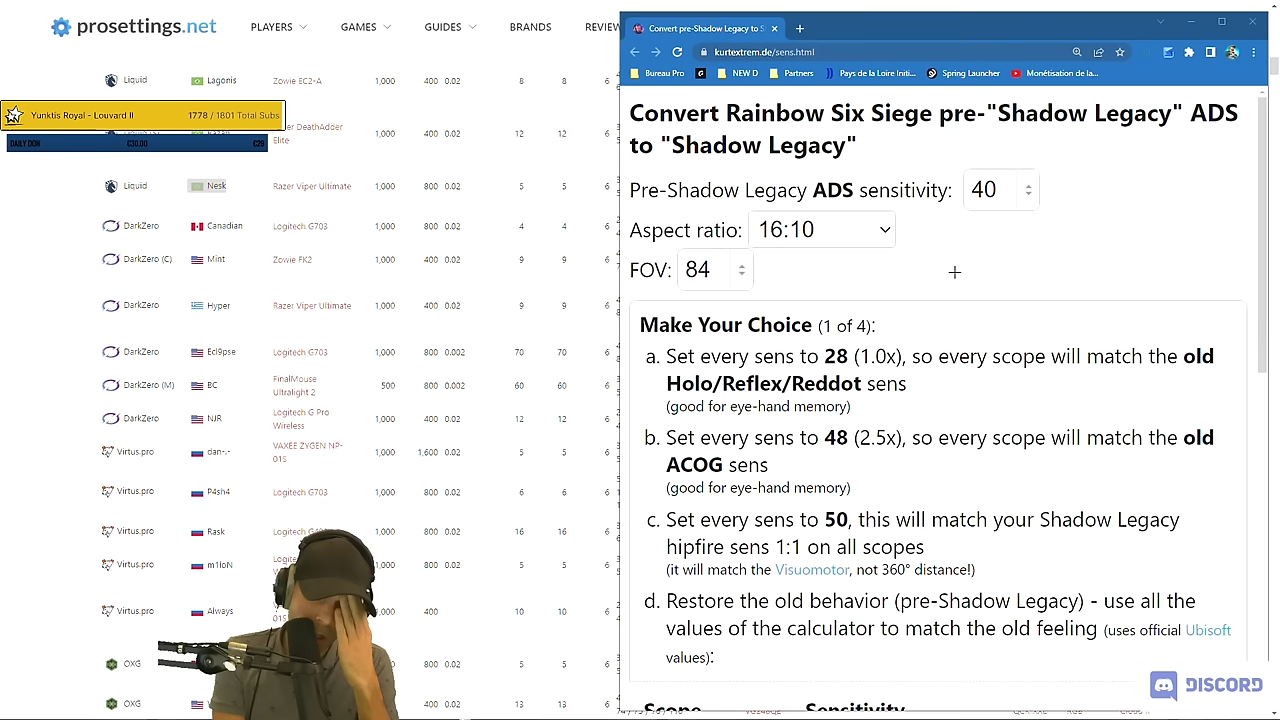 prosettings.net
PLAYERS GAMES GUIDES BRANDS REVIEW
Liquid Lagonis Zowie EC2-A 1,000 400 0.02 8 8 6
Yunktis Royal - Louvard II 1778 / 1801 Total Subs
DeathAdder Elite 1,000 400 0.02 12 12
DAILY DON €30,00
Liquid Nesk Razer Viper Ultimate 1,000 800 0.02 5 5 6
DarkZero Canadian Logitech G703 1,000 800 0.02 4 4
DarkZero (C) Mint Zowie FK2 1,000 400 0.02 9 9 6
DarkZero Hyper Razer Viper Ultimate 1,000 400 0.02 9 9
DarkZero Ecl9pse Logitech G703 1,000 800 0.002 70 70 6
DarkZero (M) BC FinalMouse Ultralight 2 500 800 0.002 60 60 6
DarkZero NJR Logitech G Pro Wireless 1,000 400 0.02 12 12 6
Virtus.pro dan-.- VAXEE ZYGEN NP-01S 1,000 1,600 0.02 5 5 6
Virtus.pro P4sh4 Logitech G703 1,000 800 0.02 6 6 6
Virtus.pro Rask Logitech 1,000 800 0.02 16 16 6
Virtus.pro m1loN 800 0.02 5 5 6
Virtus.pro Always 400 10 10 6
OXG 800 0.02 5 5 6
OXG 400 0.02 13 13 6
Convert pre-Shadow Legacy to S
kurtextrem.de/sens.html
Bureau Pro NEW D Partners Pays de la Loire Initi... Spring Launcher Monétisation de la...
Convert Rainbow Six Siege pre-"Shadow Legacy" ADS
to "Shadow Legacy"
Pre-Shadow Legacy ADS sensitivity: 40
Aspect ratio: 16:10
FOV: 84
Make Your Choice (1 of 4):
a. Set every sens to 28 (1.0x), so every scope will match the old
Holo/Reflex/Reddot sens
(good for eye-hand memory)
b. Set every sens to 48 (2.5x), so every scope will match the old
ACOG sens
(good for eye-hand memory)
c. Set every sens to 50, this will match your Shadow Legacy
hipfire sens 1:1 on all scopes
(it will match the Visuomotor, not 360° distance!)
d. Restore the old behavior (pre-Shadow Legacy) - use all the
values of the calculator to match the old feeling (uses official Ubisoft
values):
Scope Sensitivity
DISCORD